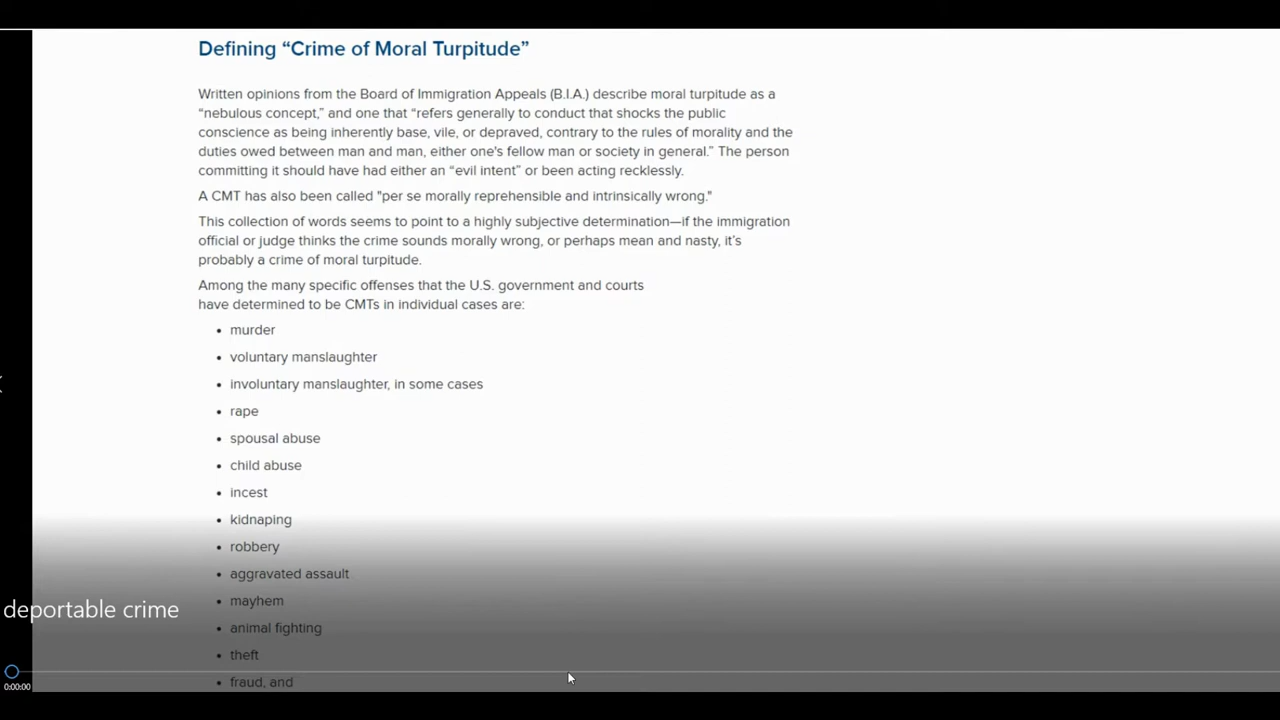 Defining “Crime of Moral Turpitude”
Written opinions from the Board of Immigration Appeals (B.I.A.) describe moral turpitude as a
“nebulous concept,” and one that “refers generally to conduct that shocks the public
conscience as being inherently base, vile, or depraved, contrary to the rules of morality and the
duties owed between man and man, either one's fellow man or society in general.” The person
committing it should have had either an “evil intent” or been acting recklessly.
A CMT has also been called "per se morally reprehensible and intrinsically wrong."
This collection of words seems to point to a highly subjective determination—if the immigration
official or judge thinks the crime sounds morally wrong, or perhaps mean and nasty, it’s
probably a crime of moral turpitude.
Among the many specific offenses that the U.S. government and courts
have determined to be CMTs in individual cases are:
• murder
• voluntary manslaughter
• involuntary manslaughter, in some cases
• rape
• spousal abuse
• child abuse
• incest
• kidnaping
• robbery
• aggravated assault
• mayhem
deportable crime
• animal fighting
• theft
• fraud, and
0:00:00